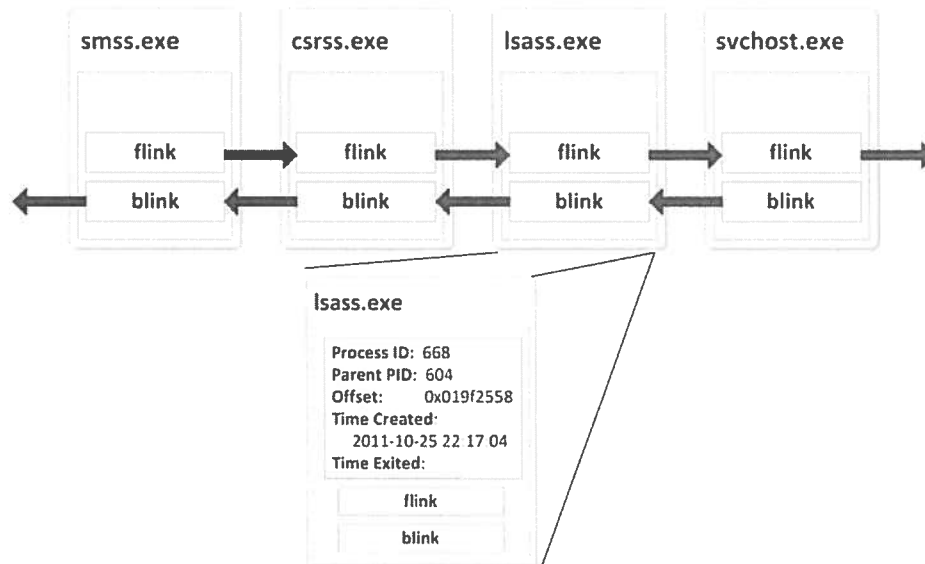 smss.exe
csrss.exe
lsass.exe
svchost.exe
flink
flink
flink
flink
blink
blink
blink
blink
lsass.exe
Process ID: 668
Parent PID: 604
Offset: 0x019f2558
Time Created:
2011-10-25 22 17 04
Time Exited:
flink
blink